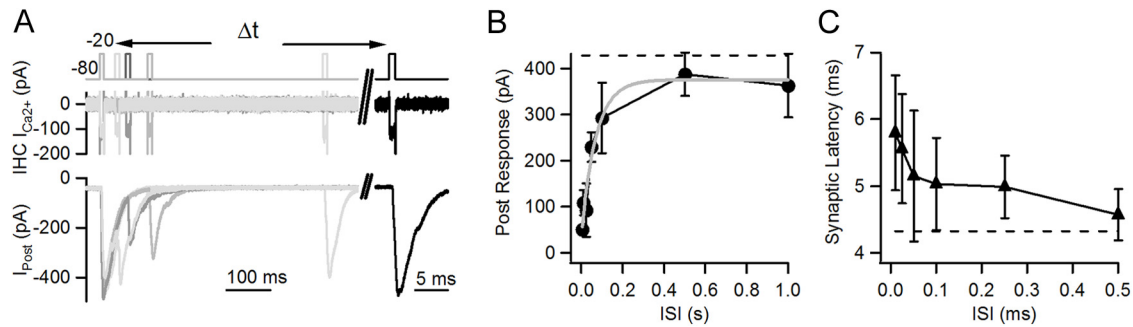 A
-20
Δt
-80
IHC I Ca2+ (pA)
0
-100
-200
I Post (pA)
0
-200
-400
100 ms
5 ms
B
Post Response (pA)
400
300
200
100
0
0.0 0.2 0.4 0.6 0.8 1.0
ISI (s)
C
Synaptic Latency (ms)
7
6
5
4
0.0 0.1 0.2 0.3 0.4 0.5
ISI (ms)